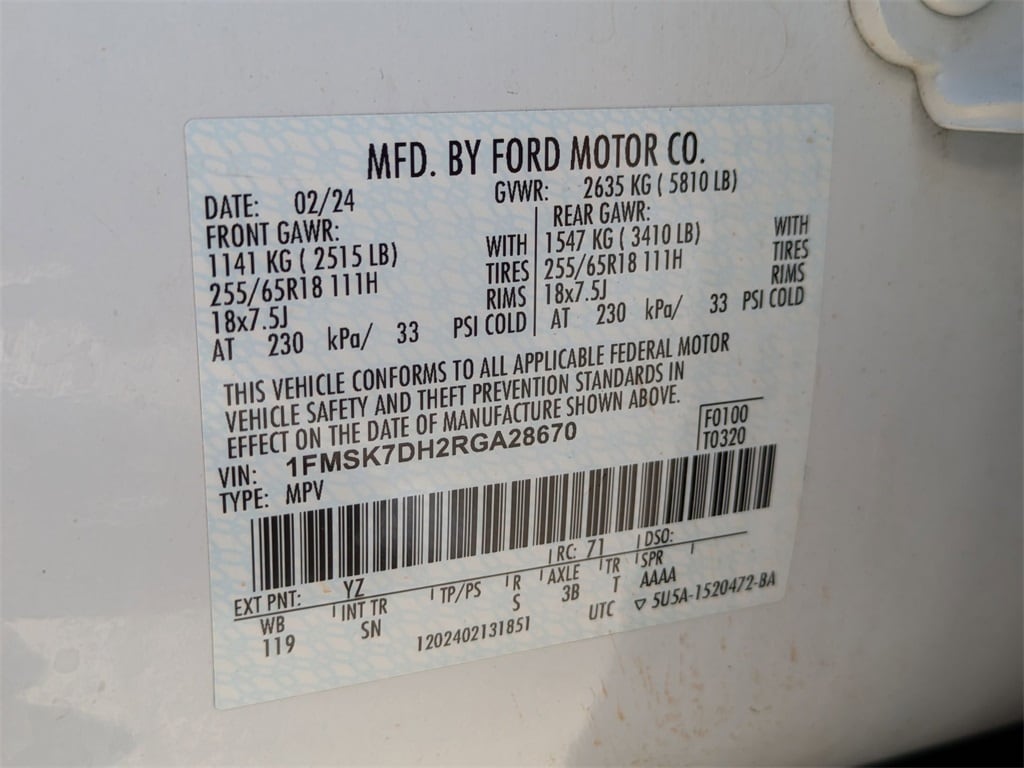 MFD. BY FORD MOTOR CO.
DATE: 02/24 GVWR: 2635 KG ( 5810 LB)
FRONT GAWR: REAR GAWR:
1141 KG ( 2515 LB) WITH 1547 KG ( 3410 LB) WITH
255/65R18 111H TIRES 255/65R18 111H TIRES
18x7.5J RIMS 18x7.5J RIMS
AT 230 kPa/ 33 PSI COLD AT 230 kPa/ 33 PSI COLD
THIS VEHICLE CONFORMS TO ALL APPLICABLE FEDERAL MOTOR
VEHICLE SAFETY AND THEFT PREVENTION STANDARDS IN
EFFECT ON THE DATE OF MANUFACTURE SHOWN ABOVE.
VIN: 1FMSK7DH2RGA28670 F0100
TYPE: MPV T0320
EXT PNT: YZ RC: 71 DSO:
WB INT TR TP/PS R AXLE TR SPR
119 SN S 3B T AAAA
1202402131851 UTC ▽ 5U5A-1520472-BA